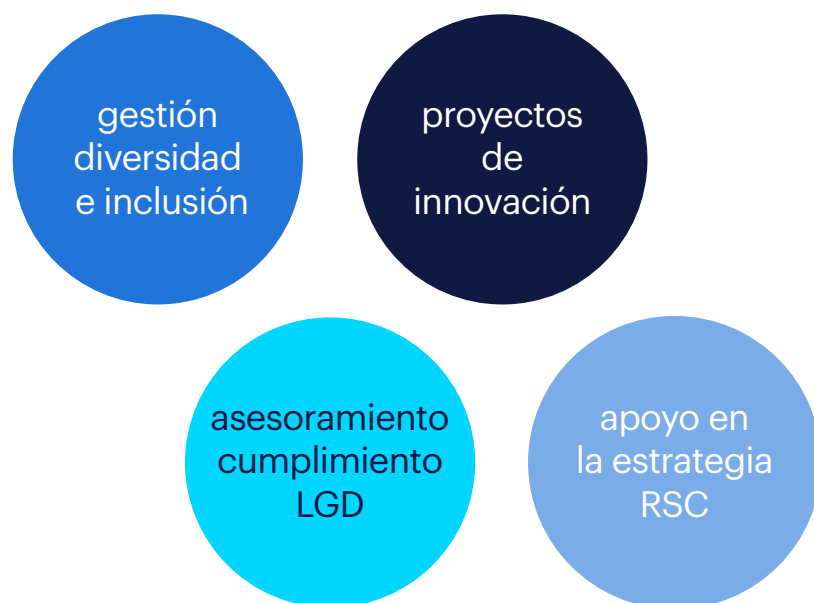 gestión
diversidad
e inclusión
proyectos
de
innovación
asesoramiento
cumplimiento
LGD
apoyo en
la estrategia
RSC